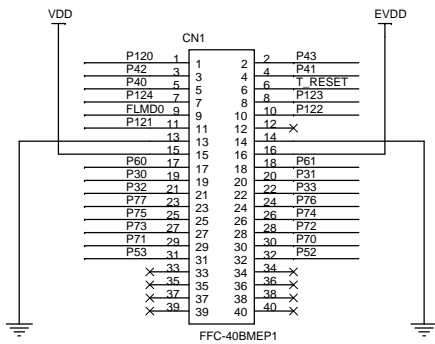 VDD EVDD
CN1
P120 1 1 2 2 P43
P42 3 3 4 4 P41
P40 5 5 6 6 T_RESET
P124 7 7 8 8 P123
FLMD0 9 9 10 10 P122
P121 11 11 12 12
13 13 14 14
15 15 16 16
P60 17 17 18 18 P61
P30 19 19 20 20 P31
P32 21 21 22 22 P33
P77 23 23 24 24 P76
P75 25 25 26 26 P74
P73 27 27 28 28 P72
P71 29 29 30 30 P70
P53 31 31 32 32 P52
33 33 34 34
35 35 36 36
37 37 38 38
39 39 40 40
FFC-40BMEP1